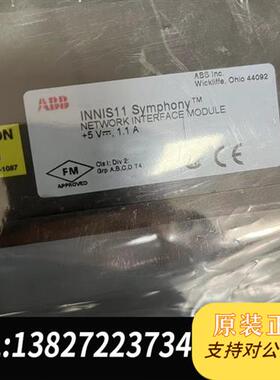 ABB
ABB Inc.
Wickliffe, Ohio 44092
INNIS11 Symphony™
NETWORK INTERFACE MODULE
+5 V⎓, 1.1 A
ON
-1087
FM
APPROVED
Cls I; Div 2;
Grp A,B,C,D T4
CE
原装正
支持对公
:13827223734